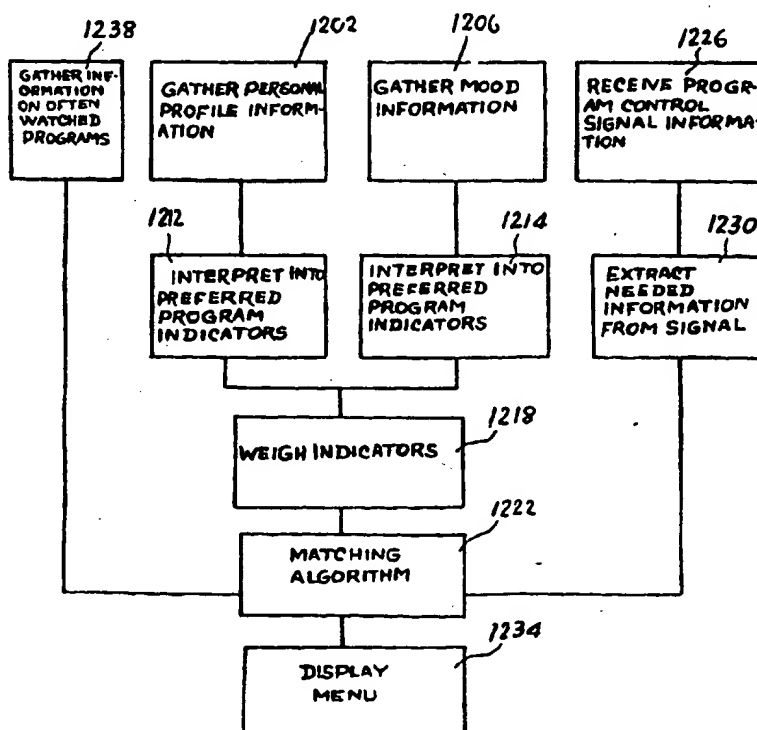 1238
1202
1206
1226
GATHER INF-
ORMATION
ON OFTEN
WATCHED
PROGRAMS
GATHER PERSONAL
PROFILE INFORM-
ATION
GATHER MOOD
INFORMATION
RECEIVE PROGR-
AM CONTROL
SIGNAL INFORMA-
TION
1212
1214
1230
INTERPRET INTO
PREFERRED
PROGRAM
INDICATORS
INTERPRET INTO
PREFERRED
PROGRAM
INDICATORS
EXTRACT
NEEDED
INFORMATION
FROM SIGNAL
1218
WEIGH INDICATORS
1222
MATCHING
ALGORITHM
1234
DISPLAY
MENU